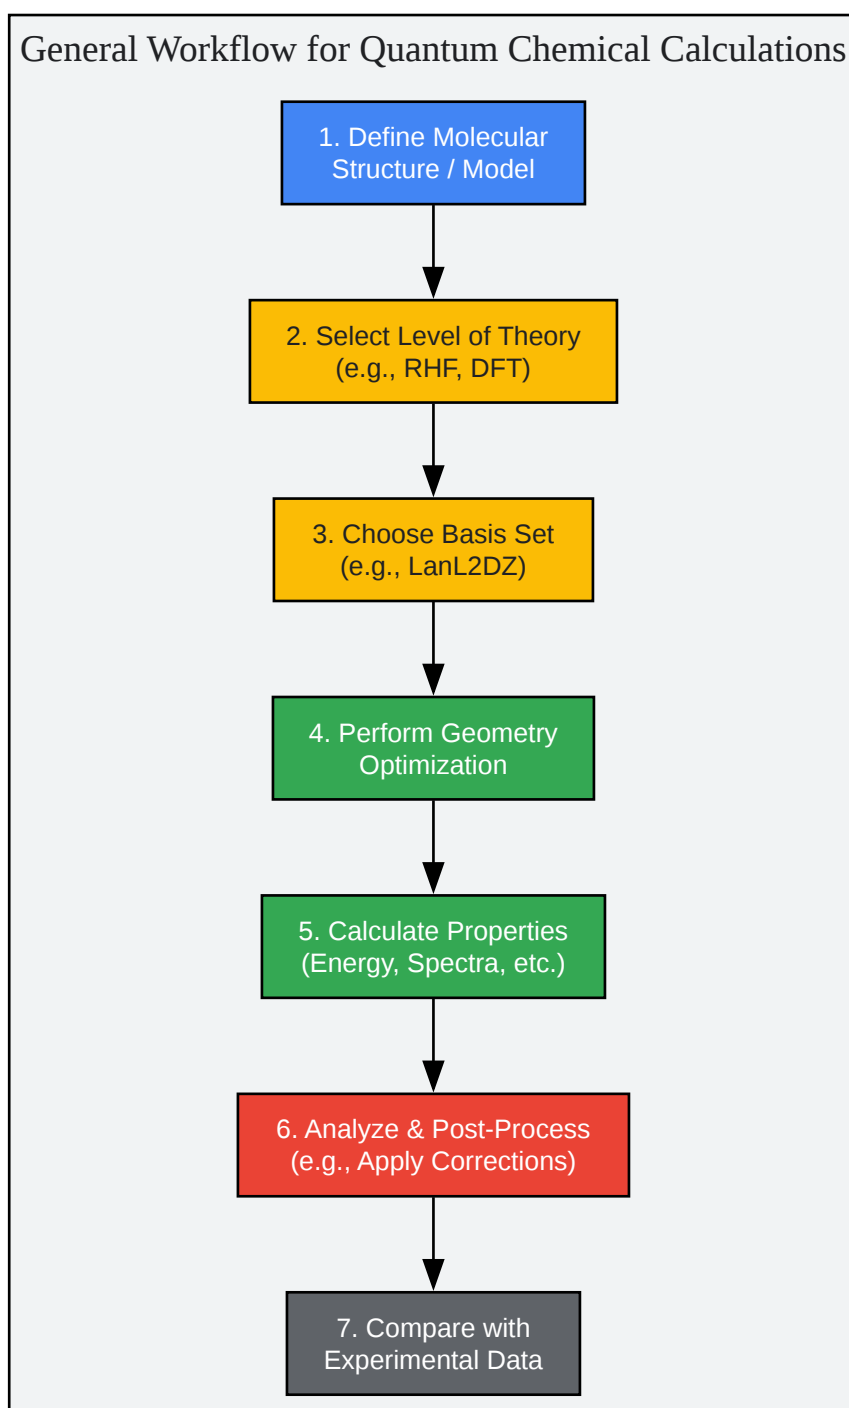 General Workflow for Quantum Chemical Calculations
1. Define Molecular
Structure / Model
2. Select Level of Theory
(e.g., RHF, DFT)
3. Choose Basis Set
(e.g., LanL2DZ)
4. Perform Geometry
Optimization
5. Calculate Properties
(Energy, Spectra, etc.)
6. Analyze & Post-Process
(e.g., Apply Corrections)
7. Compare with
Experimental Data